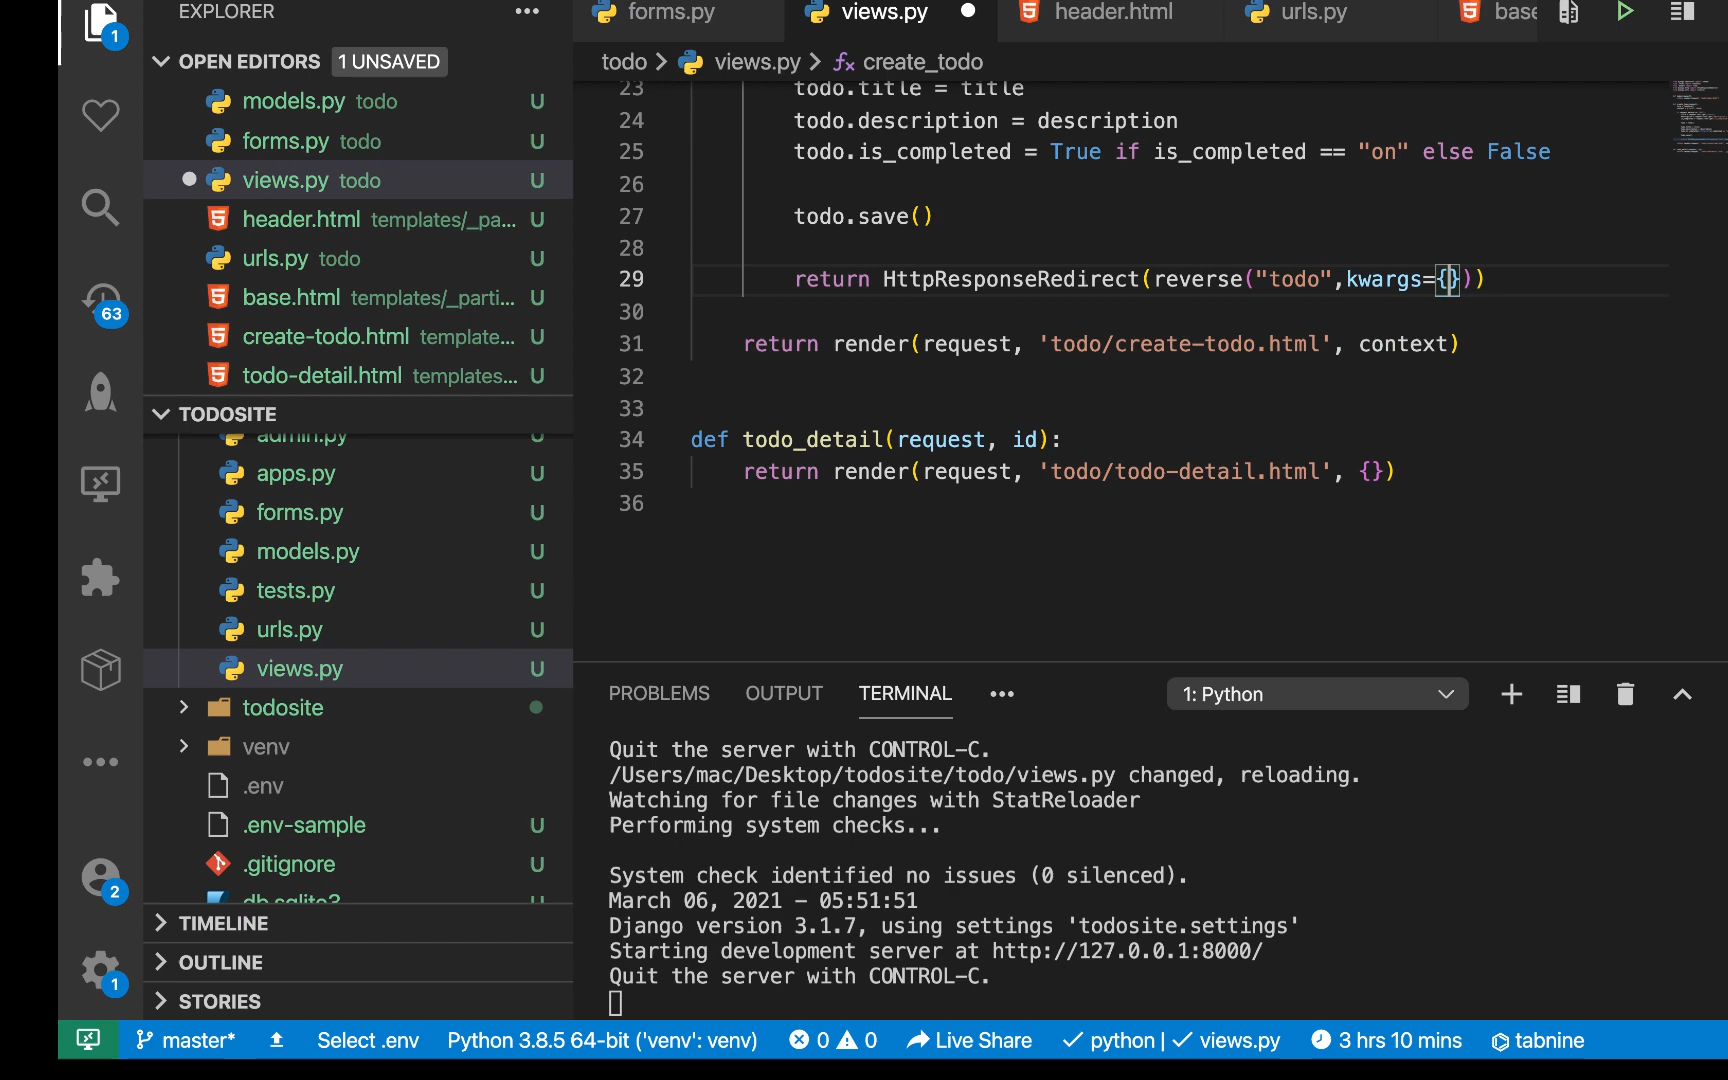 EXPLORER
OPEN EDITORS 1 UNSAVED
models.py todo U
forms.py todo U
views.py todo U
header.html templates/_pa... U
urls.py todo U
base.html templates/_parti... U
create-todo.html template... U
todo-detail.html templates... U
TODOSITE
admin.py U
apps.py U
forms.py U
models.py U
tests.py U
urls.py U
views.py U
todosite
venv
.env
.env-sample U
.gitignore U
db.sqlite3 U
TIMELINE
OUTLINE
STORIES
1
63
2
1
forms.py views.py header.html urls.py base
todo > views.py > create_todo
23 todo.title = title
24 todo.description = description
25 todo.is_completed = True if is_completed == "on" else False
26
27 todo.save()
28
29 return HttpResponseRedirect(reverse("todo",kwargs={}))
30
31 return render(request, 'todo/create-todo.html', context)
32
33
34 def todo_detail(request, id):
35 return render(request, 'todo/todo-detail.html', {})
36
PROBLEMS OUTPUT TERMINAL 1: Python
Quit the server with CONTROL-C.
/Users/mac/Desktop/todosite/todo/views.py changed, reloading.
Watching for file changes with StatReloader
Performing system checks...
System check identified no issues (0 silenced).
March 06, 2021 - 05:51:51
Django version 3.1.7, using settings 'todosite.settings'
Starting development server at http://127.0.0.1:8000/
Quit the server with CONTROL-C.
master* Select .env Python 3.8.5 64-bit ('venv': venv) 0 0 Live Share python | views.py 3 hrs 10 mins tabnine